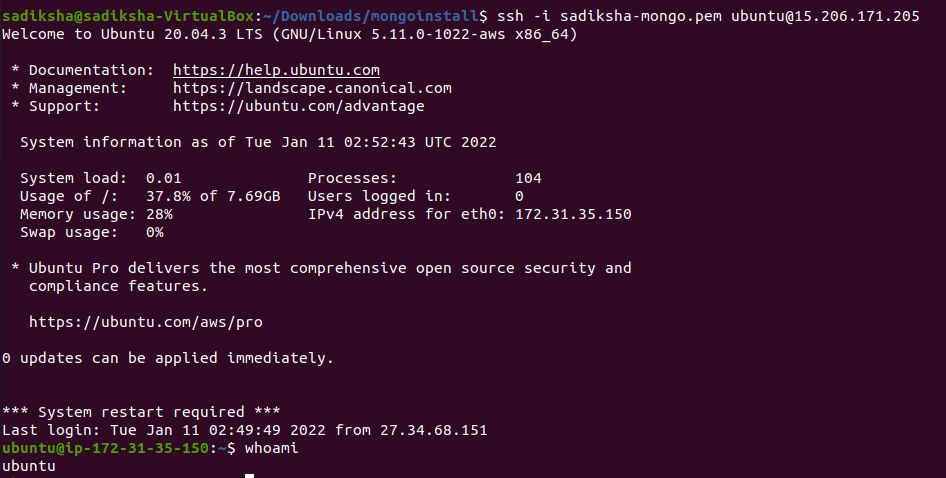 sadiksha@sadiksha-VirtualBox:~/Downloads/mongoinstall$ ssh -i sadiksha-mongo.pem ubuntu@15.206.171.205
Welcome to Ubuntu 20.04.3 LTS (GNU/Linux 5.11.0-1022-aws x86_64)
* Documentation:  https://help.ubuntu.com
* Management:     https://landscape.canonical.com
* Support:        https://ubuntu.com/advantage
System information as of Tue Jan 11 02:52:43 UTC 2022
System load:  0.01              Processes:             104
Usage of /:   37.8% of 7.69GB   Users logged in:       0
Memory usage: 28%               IPv4 address for eth0: 172.31.35.150
Swap usage:   0%
* Ubuntu Pro delivers the most comprehensive open source security and
compliance features.
https://ubuntu.com/aws/pro
0 updates can be applied immediately.
*** System restart required ***
Last login: Tue Jan 11 02:49:49 2022 from 27.34.68.151
ubuntu@ip-172-31-35-150:~$ whoami
ubuntu